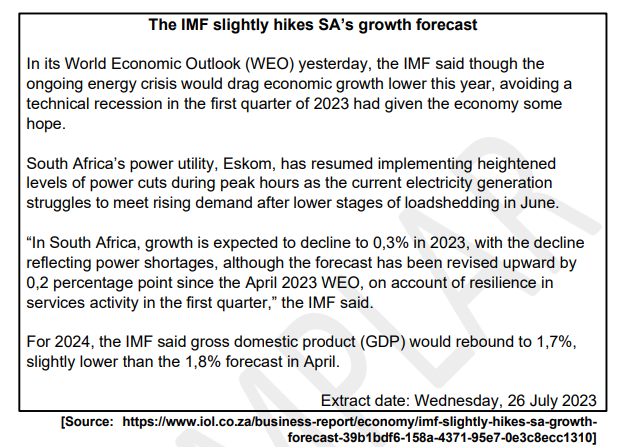 The IMF slightly hikes SA’s growth forecast
In its World Economic Outlook (WEO) yesterday, the IMF said though the
ongoing energy crisis would drag economic growth lower this year, avoiding a
technical recession in the first quarter of 2023 had given the economy some
hope.
South Africa’s power utility, Eskom, has resumed implementing heightened
levels of power cuts during peak hours as the current electricity generation
struggles to meet rising demand after lower stages of loadshedding in June.
“In South Africa, growth is expected to decline to 0,3% in 2023, with the decline
reflecting power shortages, although the forecast has been revised upward by
0,2 percentage point since the April 2023 WEO, on account of resilience in
services activity in the first quarter,” the IMF said.
For 2024, the IMF said gross domestic product (GDP) would rebound to 1,7%,
slightly lower than the 1,8% forecast in April.
Extract date: Wednesday, 26 July 2023
[Source: https://www.iol.co.za/business-report/economy/imf-slightly-hikes-sa-growth-
forecast-39b1bdf6-158a-4371-95e7-0e3c8ecc1310]